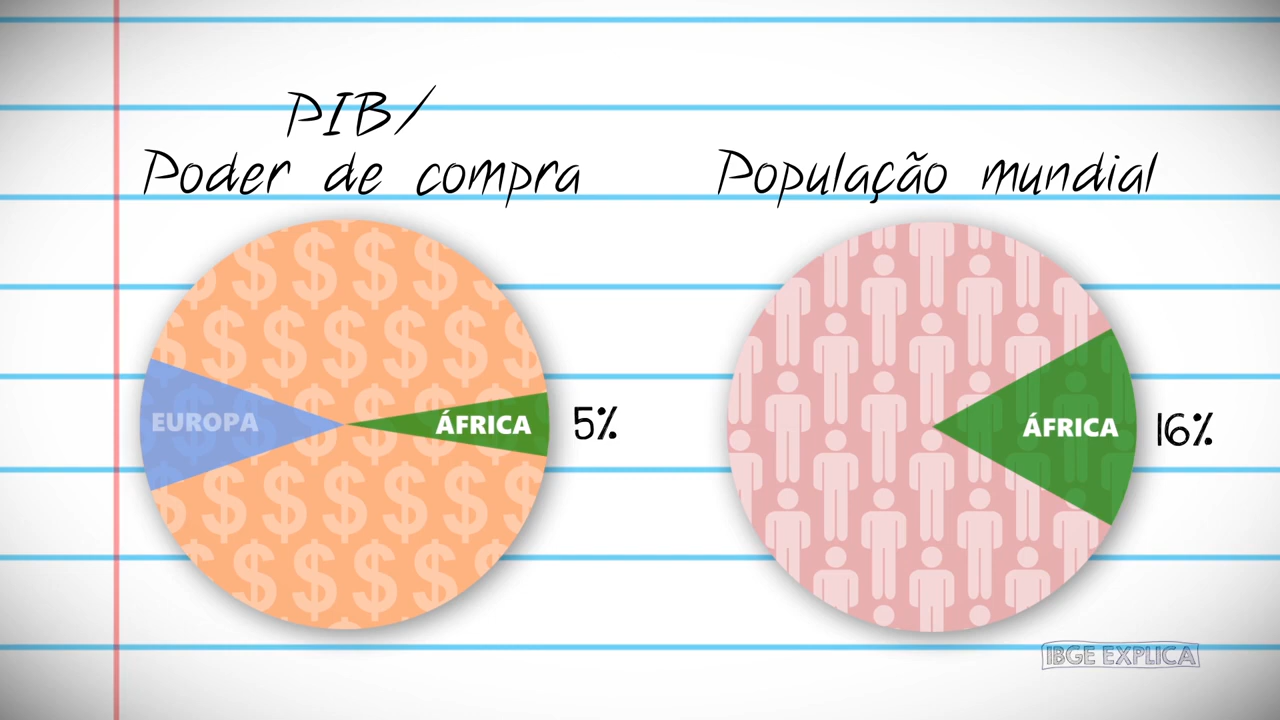 PIB/
Poder de compra
População mundial
EUROPA
ÁFRICA
5%
ÁFRICA
16%
IBGE EXPLICA